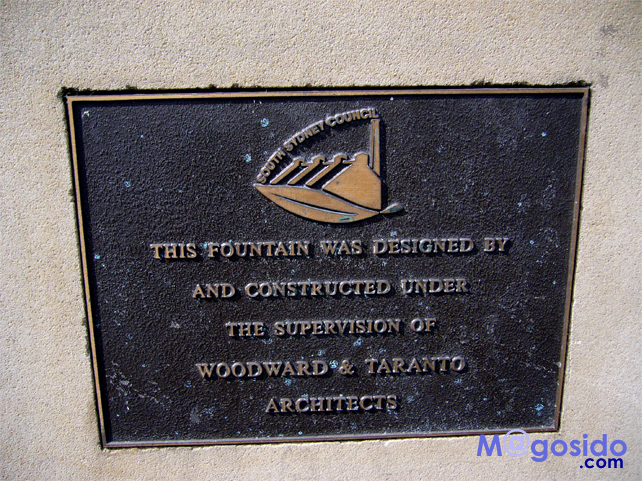 SOUTH SYDNEY COUNCIL
THIS FOUNTAIN WAS DESIGNED BY
AND CONSTRUCTED UNDER
THE SUPERVISION OF
WOODWARD & TARANTO
ARCHITECTS
M@gosido
.com